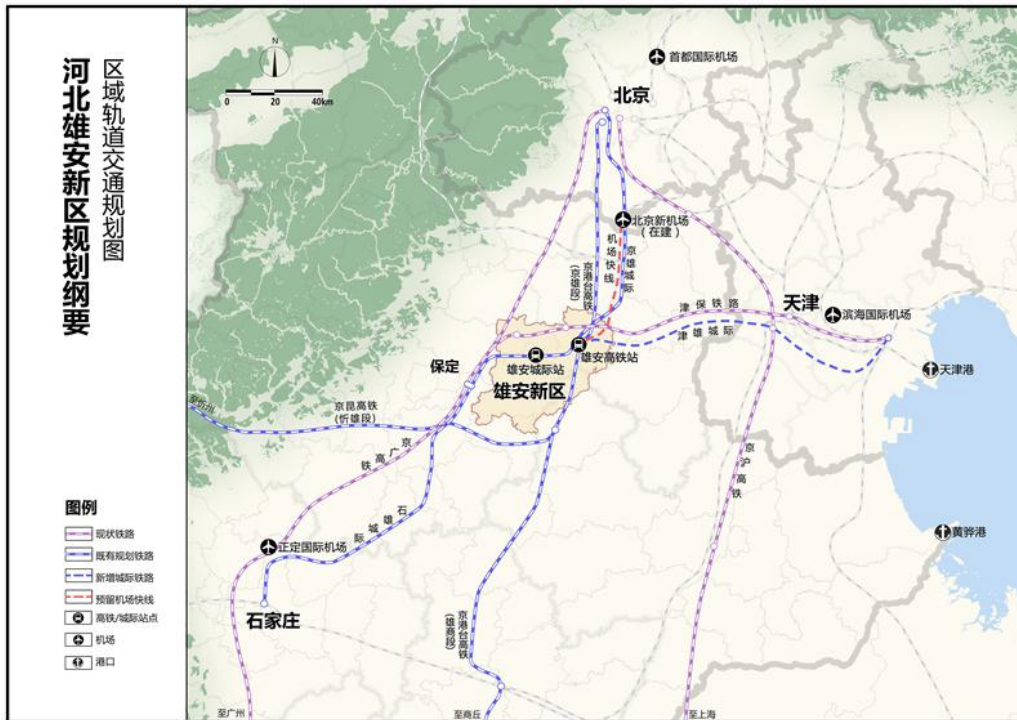 河北雄安新区规划纲要
区域轨道交通规划图
N
0 20 40km
首都国际机场
北京
北京新机场
(在建)
机场快线
京雄城际
京港台高铁
(京雄段)
天津
滨海国际机场
津保铁路
津雄城际
天津港
雄安高铁站
雄安城际站
雄安新区
保定
至忻州
京昆高铁
(忻雄段)
京广高铁
石雄城际
京沪高铁
黄骅港
正定国际机场
石家庄
京港台高铁
(雄商段)
至广州
至商丘
至上海
图例
现状铁路
既有规划铁路
新增城际铁路
预留机场快线
高铁/城际站点
机场
港口